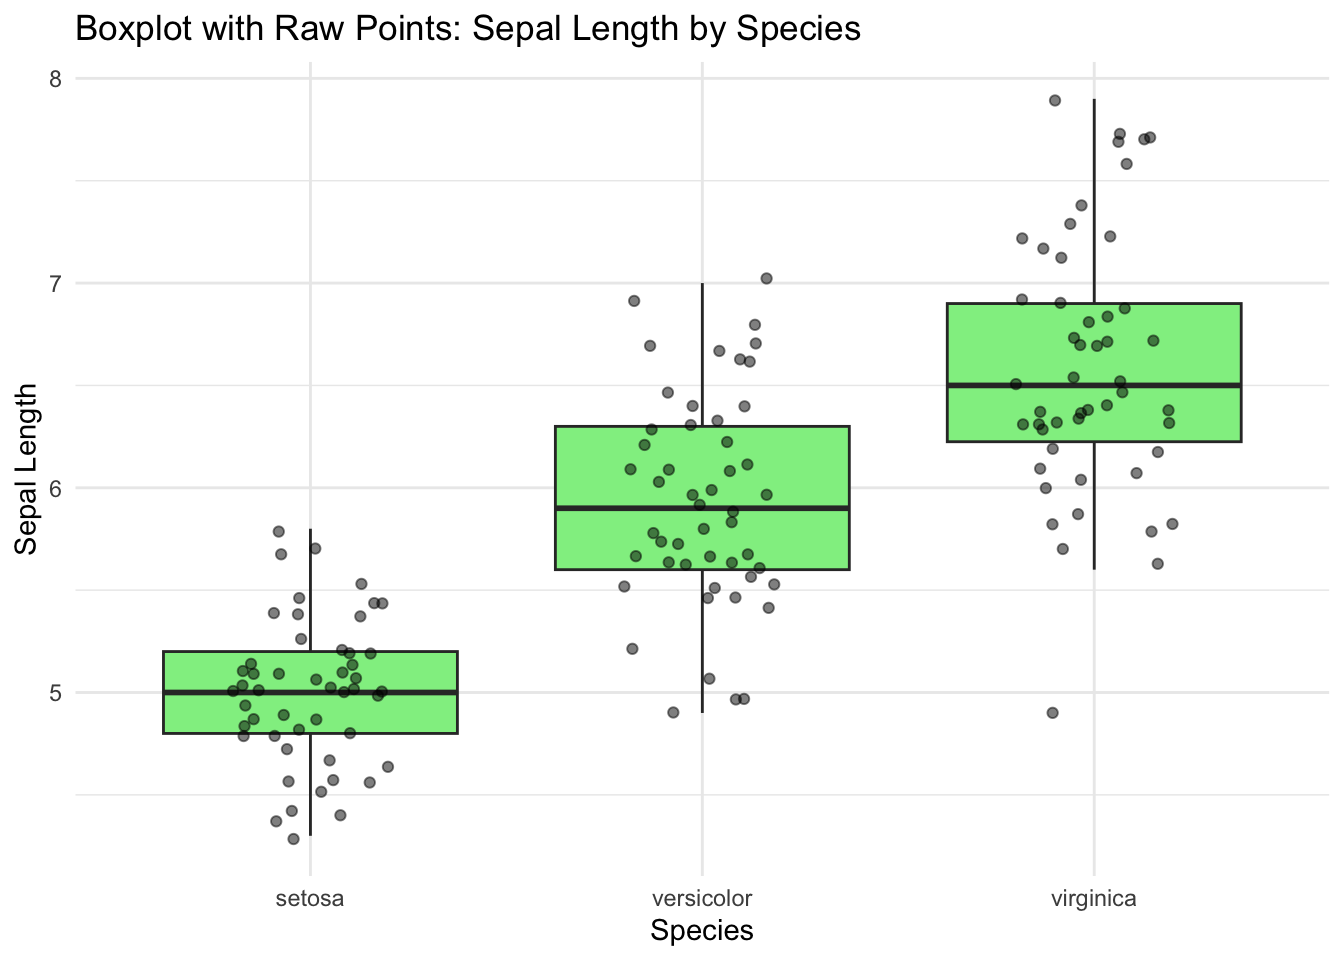 Boxplot with Raw Points: Sepal Length by Species
8
7
6
5
Sepal Length
setosa
versicolor
virginica
Species